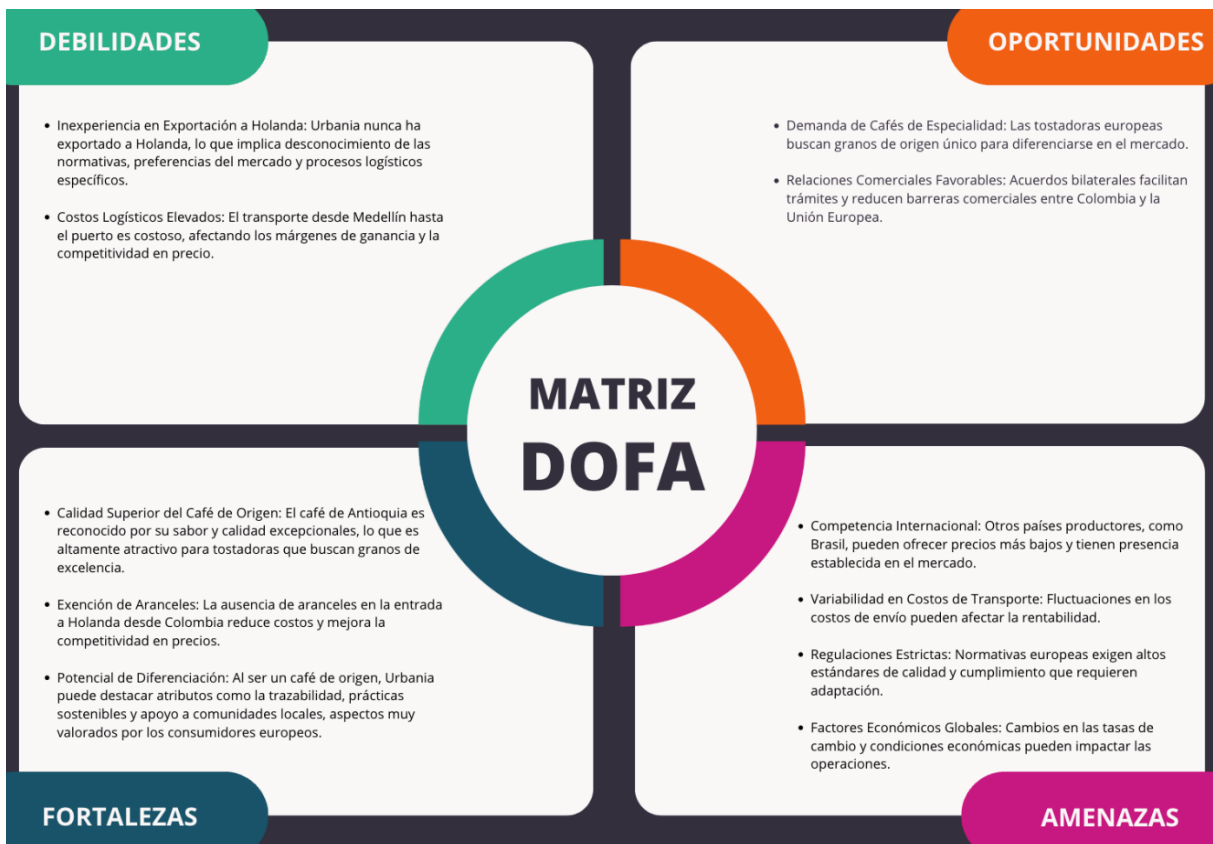 DEBILIDADES
• Inexperiencia en Exportación a Holanda: Urbania nunca ha
exportado a Holanda, lo que implica desconocimiento de las
normativas, preferencias del mercado y procesos logísticos
específicos.
• Costos Logísticos Elevados: El transporte desde Medellín hasta
el puerto es costoso, afectando los márgenes de ganancia y la
competitividad en precio.
OPORTUNIDADES
• Demanda de Cafés de Especialidad: Las tostadoras europeas
buscan granos de origen único para diferenciarse en el mercado.
• Relaciones Comerciales Favorables: Acuerdos bilaterales facilitan
trámites y reducen barreras comerciales entre Colombia y la
Unión Europea.
MATRIZ
DOFA
• Calidad Superior del Café de Origen: El café de Antioquia es
reconocido por su sabor y calidad excepcionales, lo que es
altamente atractivo para tostadoras que buscan granos de
excelencia.
• Exención de Aranceles: La ausencia de aranceles en la entrada
a Holanda desde Colombia reduce costos y mejora la
competitividad en precios.
• Potencial de Diferenciación: Al ser un café de origen, Urbania
puede destacar atributos como la trazabilidad, prácticas
sostenibles y apoyo a comunidades locales, aspectos muy
valorados por los consumidores europeos.
FORTALEZAS
• Competencia Internacional: Otros países productores, como
Brasil, pueden ofrecer precios más bajos y tienen presencia
establecida en el mercado.
• Variabilidad en Costos de Transporte: Fluctuaciones en los
costos de envío pueden afectar la rentabilidad.
• Regulaciones Estrictas: Normativas europeas exigen altos
estándares de calidad y cumplimiento que requieren
adaptación.
• Factores Económicos Globales: Cambios en las tasas de
cambio y condiciones económicas pueden impactar las
operaciones.
AMENAZAS